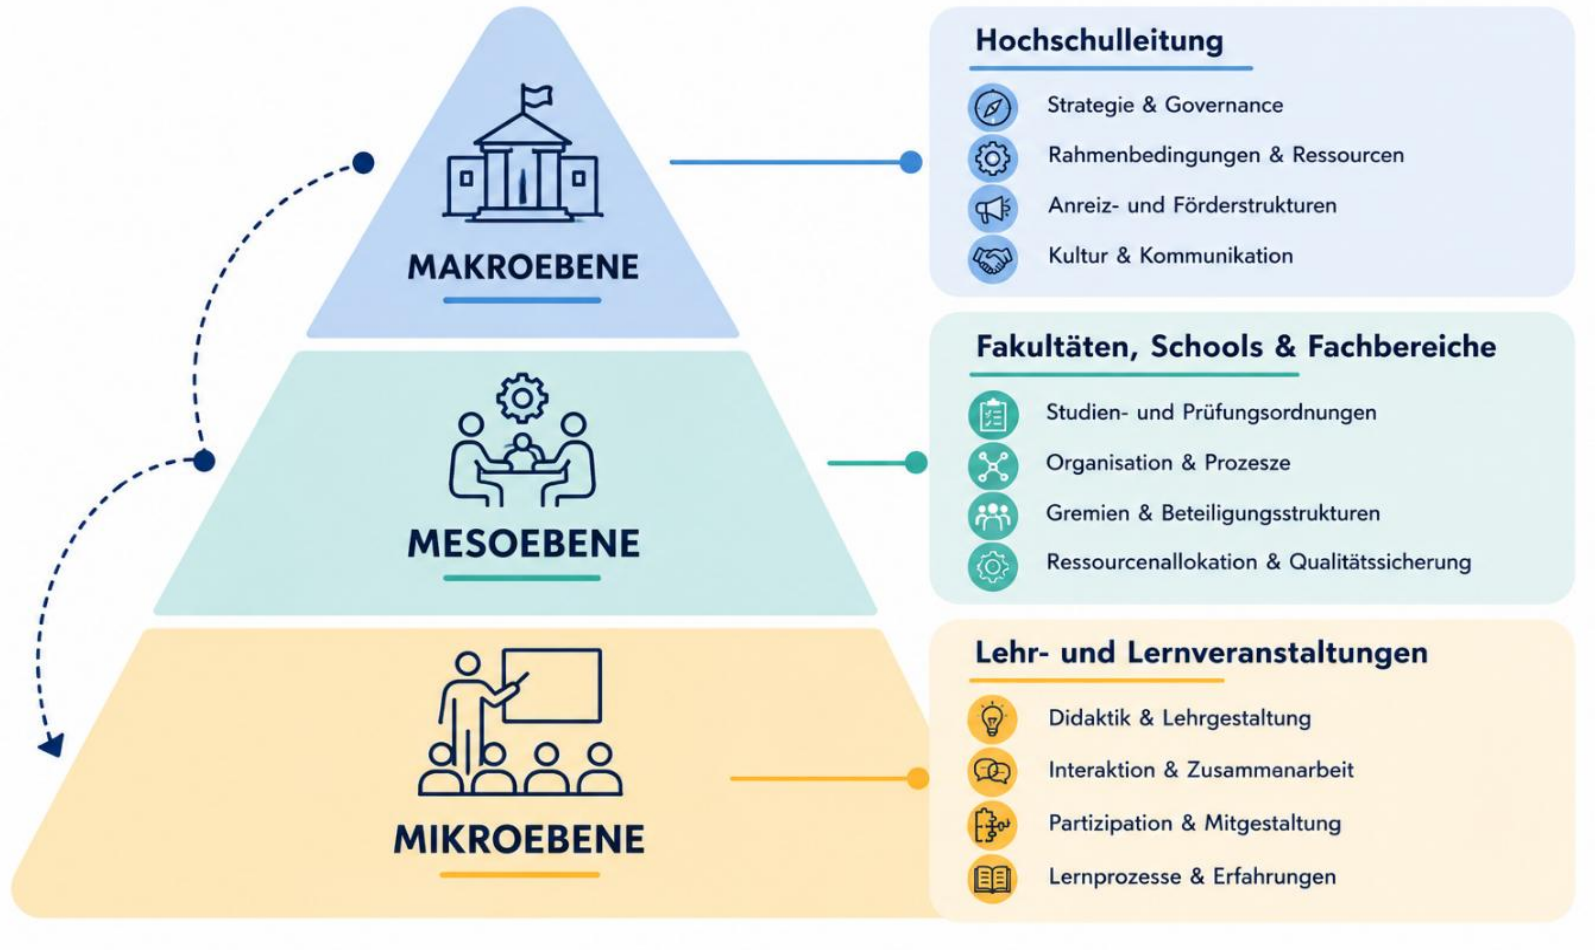 Hochschulleitung
Strategie & Governance
Rahmenbedingungen & Ressourcen
Anreiz- und Förderstrukturen
Kultur & Kommunikation
MAKROEBENE
Fakultäten, Schools & Fachbereiche
Studien- und Prüfungsordnungen
Organisation & Prozesze
Gremien & Beteiligungsstrukturen
Ressourcenallokation & Qualitätssicherung
MESOEBENE
Lehr- und Lernveranstaltungen
Didaktik & Lehrgestaltung
Interaktion & Zusammenarbeit
Partizipation & Mitgestaltung
Lernprozesse & Erfahrungen
MIKROEBENE